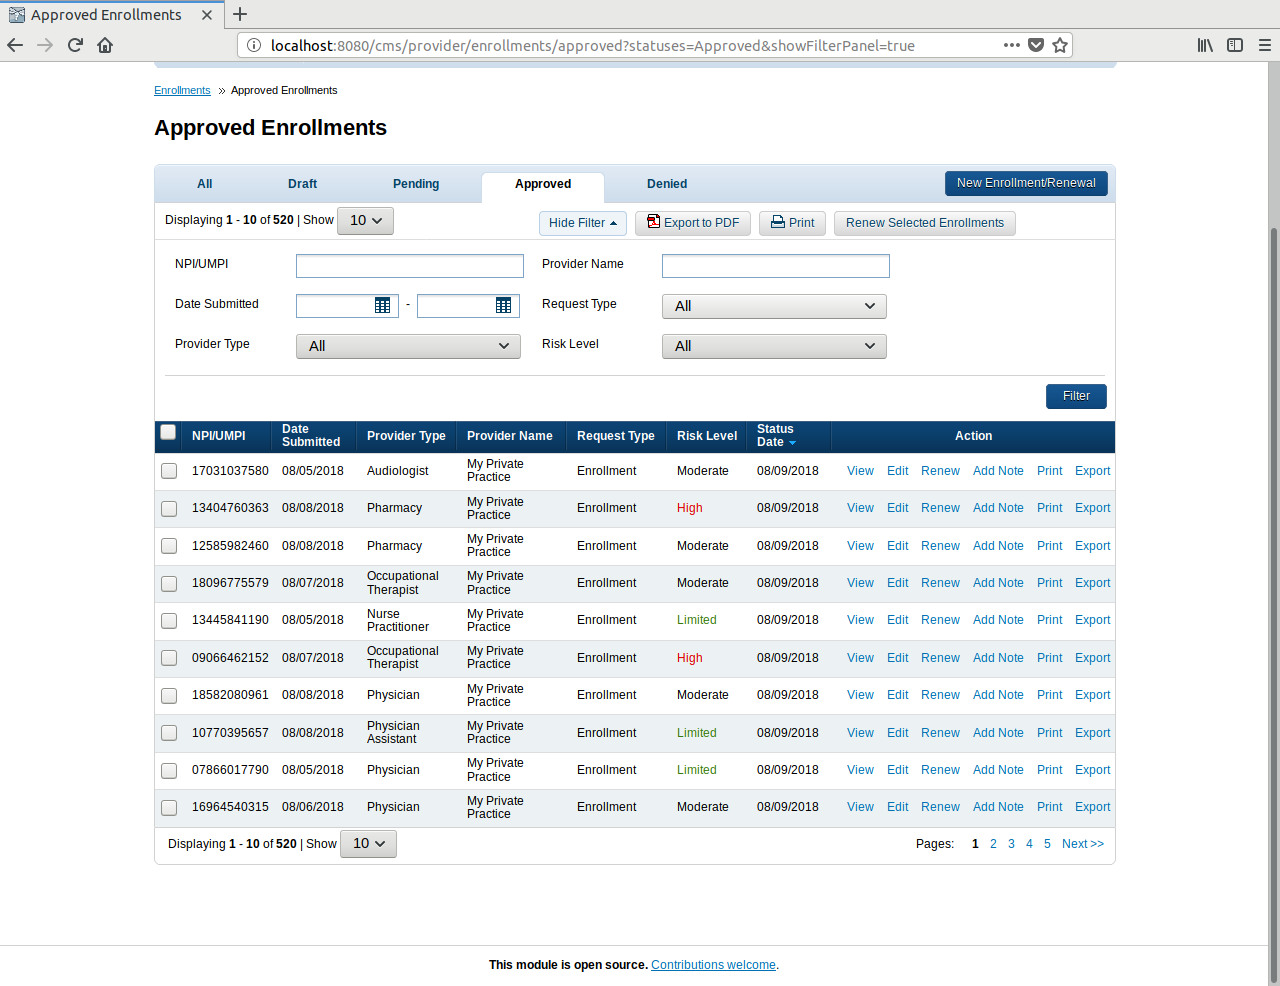 Approved Enrollments
localhost:8080/cms/provider/enrollments/approved?statuses=Approved&showFilterPanel=true
Enrollments » Approved Enrollments
Approved Enrollments
All Draft Pending Approved Denied New Enrollment/Renewal
Displaying 1 - 10 of 520 | Show 10 Hide Filter Export to PDF Print Renew Selected Enrollments
NPI/UMPI Provider Name
Date Submitted - Request Type All
Provider Type All Risk Level All
Filter
NPI/UMPI Date Submitted Provider Type Provider Name Request Type Risk Level Status Date Action
17031037580 08/05/2018 Audiologist My Private Practice Enrollment Moderate 08/09/2018 View Edit Renew Add Note Print Export
13404760363 08/08/2018 Pharmacy My Private Practice Enrollment High 08/09/2018 View Edit Renew Add Note Print Export
12585982460 08/08/2018 Pharmacy My Private Practice Enrollment Moderate 08/09/2018 View Edit Renew Add Note Print Export
18096775579 08/07/2018 Occupational Therapist My Private Practice Enrollment Moderate 08/09/2018 View Edit Renew Add Note Print Export
13445841190 08/05/2018 Nurse Practitioner My Private Practice Enrollment Limited 08/09/2018 View Edit Renew Add Note Print Export
09066462152 08/07/2018 Occupational Therapist My Private Practice Enrollment High 08/09/2018 View Edit Renew Add Note Print Export
18582080961 08/08/2018 Physician My Private Practice Enrollment Moderate 08/09/2018 View Edit Renew Add Note Print Export
10770395657 08/08/2018 Physician Assistant My Private Practice Enrollment Limited 08/09/2018 View Edit Renew Add Note Print Export
07866017790 08/05/2018 Physician My Private Practice Enrollment Limited 08/09/2018 View Edit Renew Add Note Print Export
16964540315 08/06/2018 Physician My Private Practice Enrollment Moderate 08/09/2018 View Edit Renew Add Note Print Export
Displaying 1 - 10 of 520 | Show 10 Pages: 1 2 3 4 5 Next >>
This module is open source. Contributions welcome.